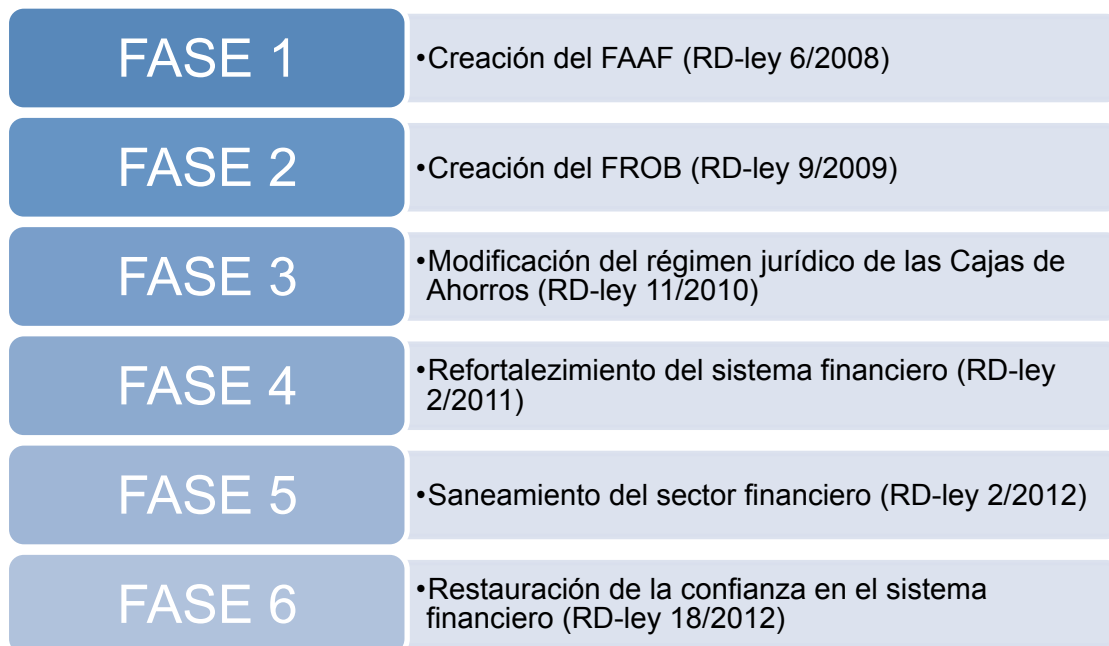 FASE 1
•Creación del FAAF (RD-ley 6/2008)
FASE 2
•Creación del FROB (RD-ley 9/2009)
FASE 3
•Modificación del régimen jurídico de las Cajas de
Ahorros (RD-ley 11/2010)
FASE 4
•Refortalezimiento del sistema financiero (RD-ley
2/2011)
FASE 5
•Saneamiento del sector financiero (RD-ley 2/2012)
FASE 6
•Restauración de la confianza en el sistema
financiero (RD-ley 18/2012)